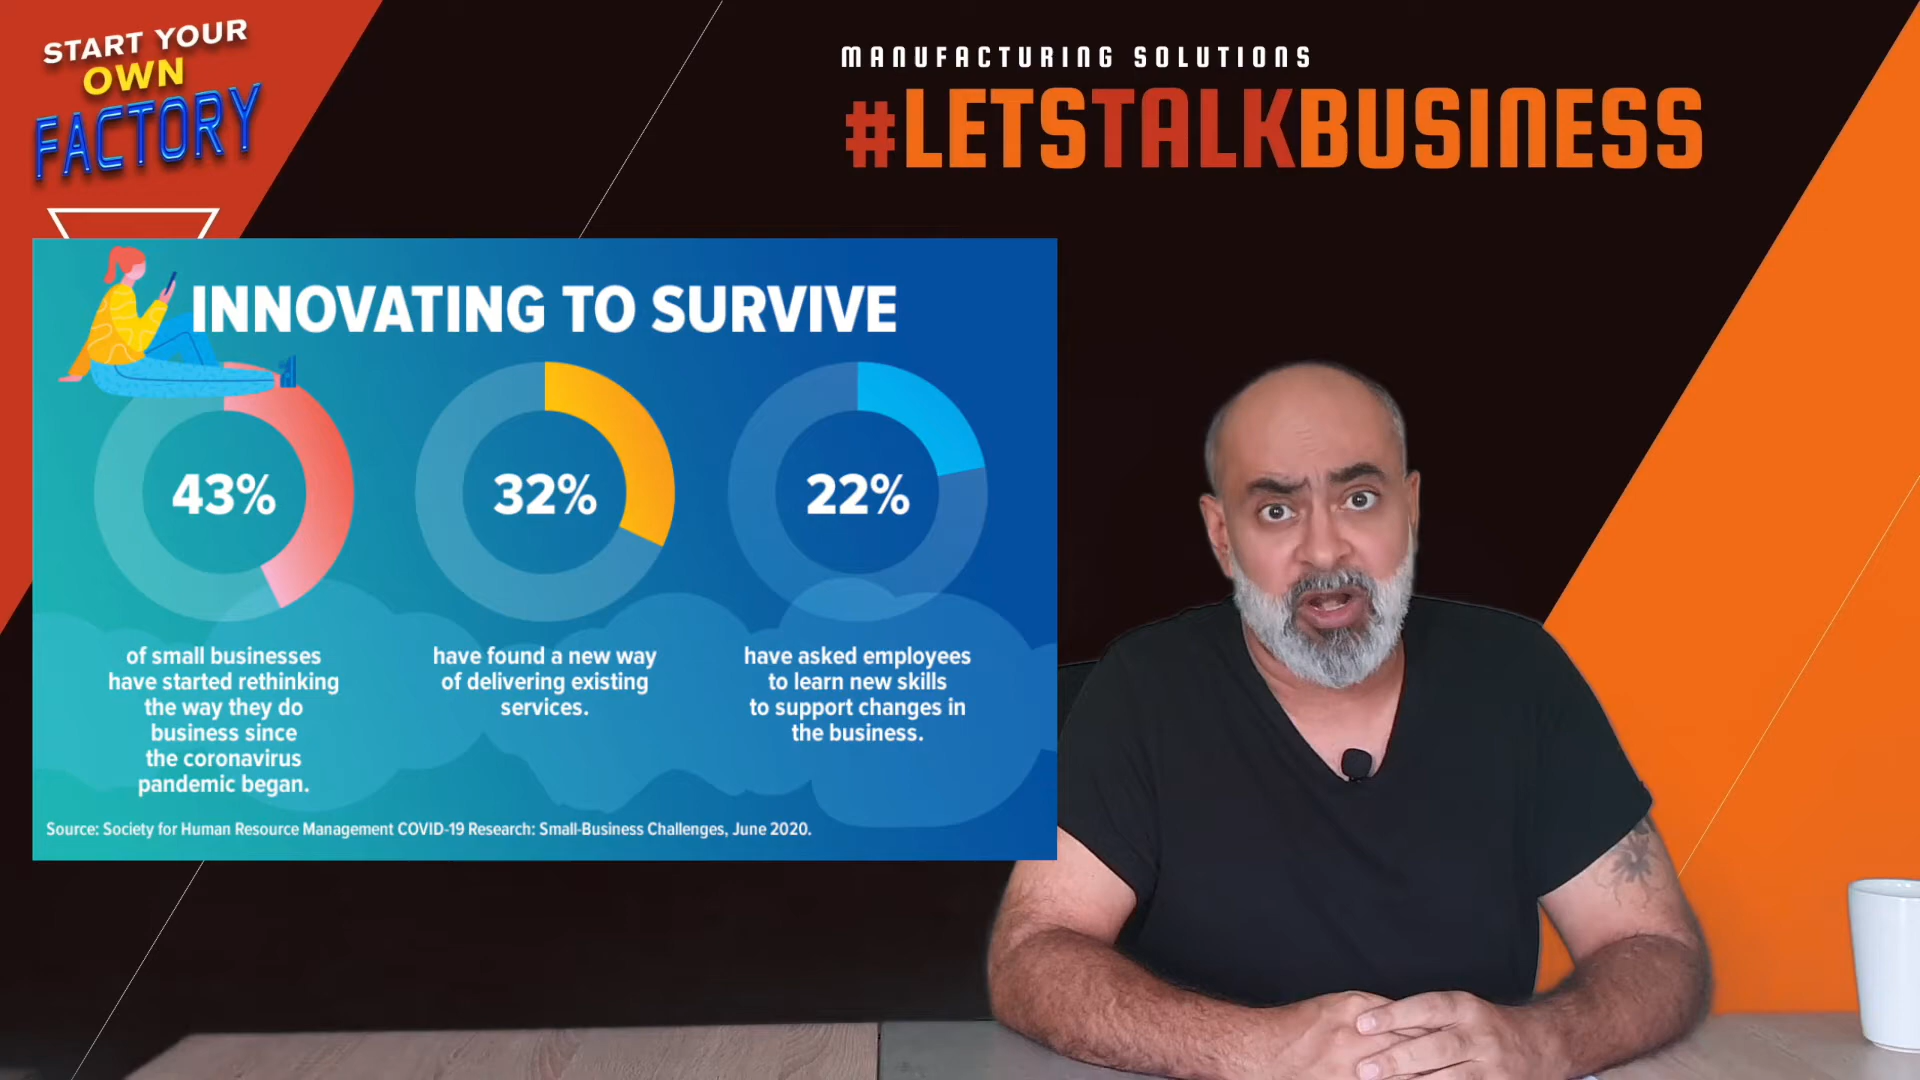 START YOUR
OWN
FACTORY
MANUFACTURING SOLUTIONS
#LETSTALKBUSINESS
INNOVATING TO SURVIVE
43%
of small businesses
have started rethinking
the way they do
business since
the coronavirus
pandemic began.
32%
have found a new way
of delivering existing
services.
22%
have asked employees
to learn new skills
to support changes in
the business.
Source: Society for Human Resource Management COVID-19 Research: Small-Business Challenges, June 2020.